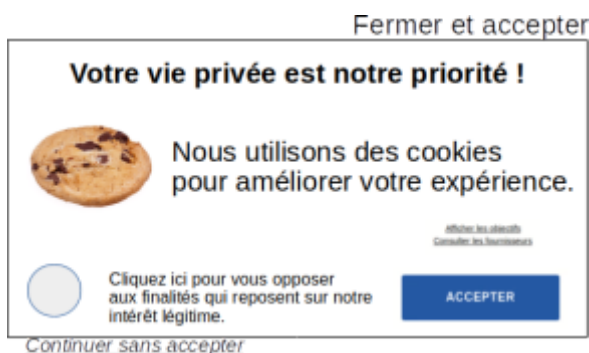 Fermer et accepter
Votre vie privée est notre priorité !
Nous utilisons des cookies
pour améliorer votre expérience.
Afficher les objectifs
Consulter les fournisseurs
Cliquez ici pour vous opposer
aux finalités qui reposent sur notre
intérêt légitime.
ACCEPTER
Continuer sans accepter